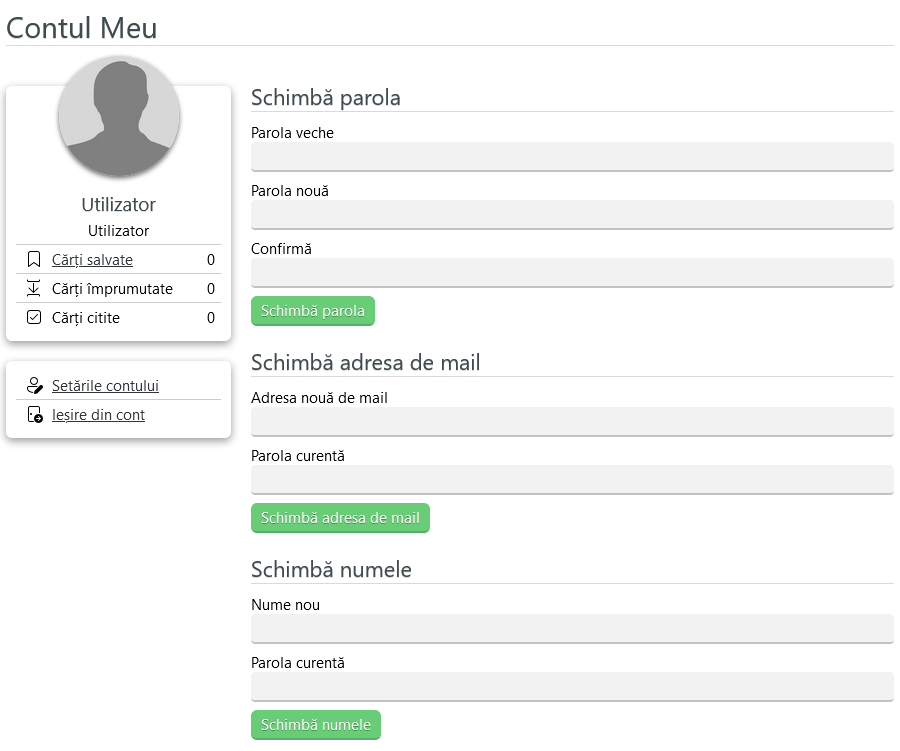 Contul Meu
Utilizator
Utilizator
Cărți salvate 0
Cărți împrumutate 0
Cărți citite 0
Setările contului
Ieșire din cont
Schimbă parola
Parola veche
Parola nouă
Confirmă
Schimbă parola
Schimbă adresa de mail
Adresa nouă de mail
Parola curentă
Schimbă adresa de mail
Schimbă numele
Nume nou
Parola curentă
Schimbă numele